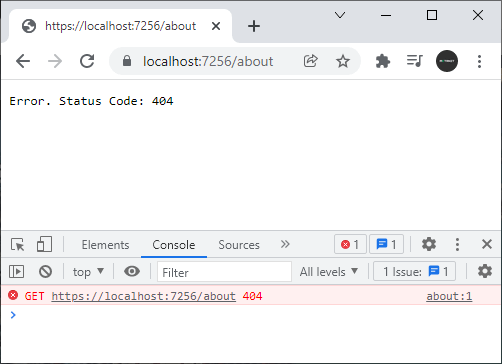 https://localhost:7256/about
localhost:7256/about
Error. Status Code: 404
Elements Console Sources 1 1
top Filter All levels 1 Issue: 1
GET https://localhost:7256/about 404 about:1